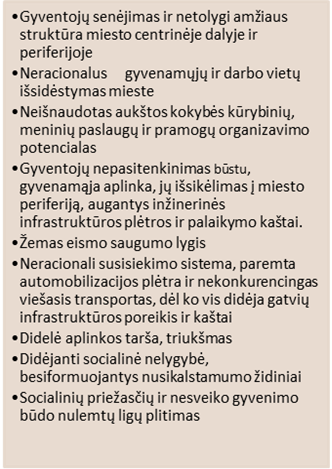 •Gyventojų senėjimas ir netolygi amžiaus
struktūra miesto centrinėje dalyje ir
periferijoje
•Neracionalus gyvenamųjų ir darbo vietų
išsidėstymas mieste
•Neišnaudotas aukštos kokybės kūrybinių,
meninių paslaugų ir pramogų organizavimo
potencialas
•Gyventojų nepasitenkinimas būstu,
gyvenamąja aplinka, jų išsikėlimas į miesto
periferiją, augantys inžinerinės
infrastruktūros plėtros ir palaikymo kaštai.
•Žemas eismo saugumo lygis
•Neracionali susisiekimo sistema, paremta
automobilizacijos plėtra ir nekonkurencingas
viešasis transportas, dėl ko vis didėja gatvių
infrastruktūros poreikis ir kaštai
•Didelė aplinkos tarša, triukšmas
•Didėjanti socialinė nelygybė,
besiformuojantys nusikalstamumo židiniai
•Socialinių priežasčių ir nesveiko gyvenimo
būdo nulemtų ligų plitimas